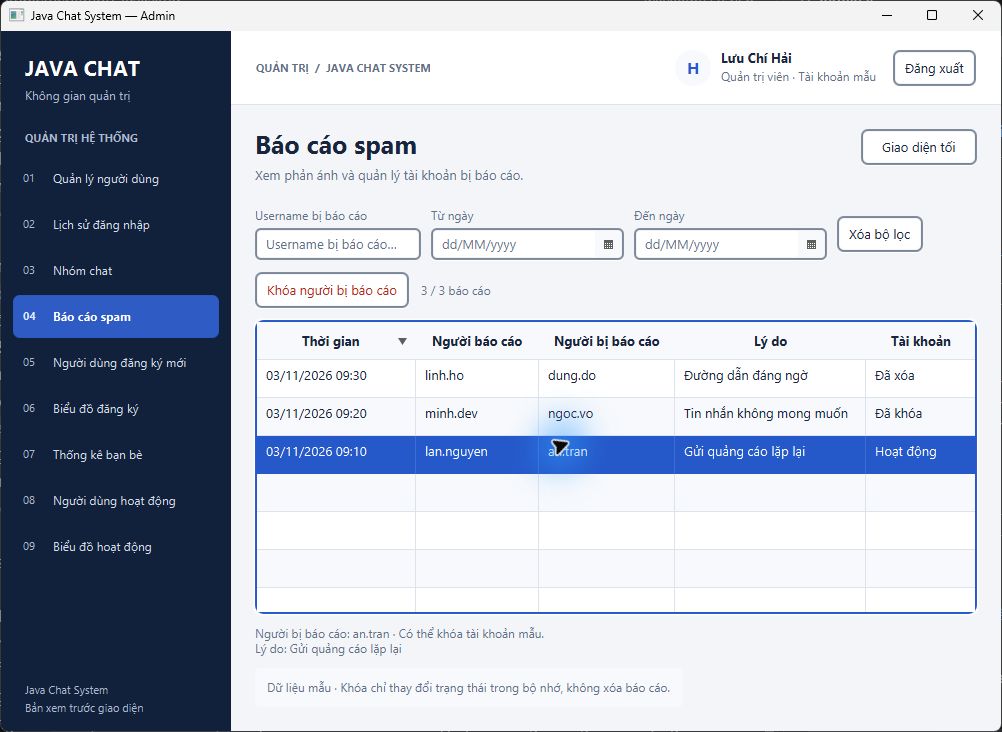 Java Chat System — Admin
JAVA CHAT
Không gian quản trị
QUẢN TRỊ HỆ THỐNG
01 Quản lý người dùng
02 Lịch sử đăng nhập
03 Nhóm chat
04 Báo cáo spam
05 Người dùng đăng ký mới
06 Biểu đồ đăng ký
07 Thống kê bạn bè
08 Người dùng hoạt động
09 Biểu đồ hoạt động
Java Chat System
Bản xem trước giao diện
QUẢN TRỊ / JAVA CHAT SYSTEM
H
Lưu Chí Hải
Quản trị viên · Tài khoản mẫu
Đăng xuất
Báo cáo spam
Xem phản ánh và quản lý tài khoản bị báo cáo.
Giao diện tối
Username bị báo cáo Từ ngày Đến ngày
Username bị báo cáo... dd/MM/yyyy dd/MM/yyyy Xóa bộ lọc
Khóa người bị báo cáo 3 / 3 báo cáo
Thời gian Người báo cáo Người bị báo cáo Lý do Tài khoản
03/11/2026 09:30 linh.ho dung.do Đường dẫn đáng ngờ Đã xóa
03/11/2026 09:20 minh.dev ngoc.vo Tin nhắn không mong muốn Đã khóa
03/11/2026 09:10 lan.nguyen an.tran Gửi quảng cáo lặp lại Hoạt động
Người bị báo cáo: an.tran · Có thể khóa tài khoản mẫu.
Lý do: Gửi quảng cáo lặp lại
Dữ liệu mẫu · Khóa chỉ thay đổi trạng thái trong bộ nhớ, không xóa báo cáo.